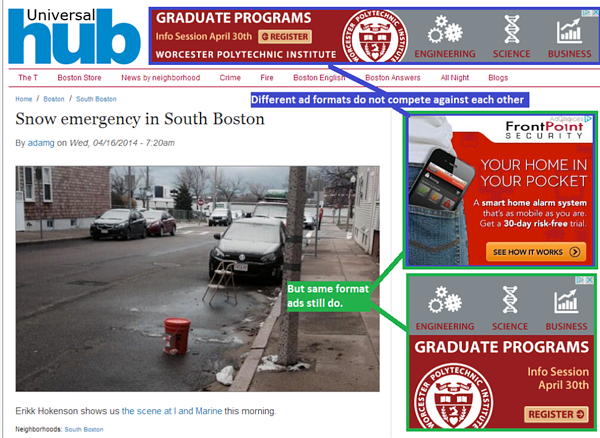 Universal
hub
GRADUATE PROGRAMS
Info Session April 30th REGISTER
WORCESTER POLYTECHNIC INSTITUTE
WORCESTER POLYTECHNIC INSTITUTE
ENGINEERING SCIENCE BUSINESS
The T Boston Store News by neighborhood Crime Fire Boston English Boston Answers All Night Blogs
Home / Boston / South Boston
Different ad formats do not compete against each other
Snow emergency in South Boston
By adamg on Wed, 04/16/2014 - 7:20am
AdChoices
FrontPoint
SECURITY
YOUR HOME IN
YOUR POCKET
A smart home alarm system
that's as mobile as you are.
Get a 30-day risk-free trial.
SEE HOW IT WORKS
But same format
ads still do.
ENGINEERING SCIENCE BUSINESS
GRADUATE PROGRAMS
WORCESTER POLYTECHNIC INSTITUTE
Info Session
April 30th
REGISTER
Erikk Hokenson shows us the scene at I and Marine this morning.
Neighborhoods: South Boston